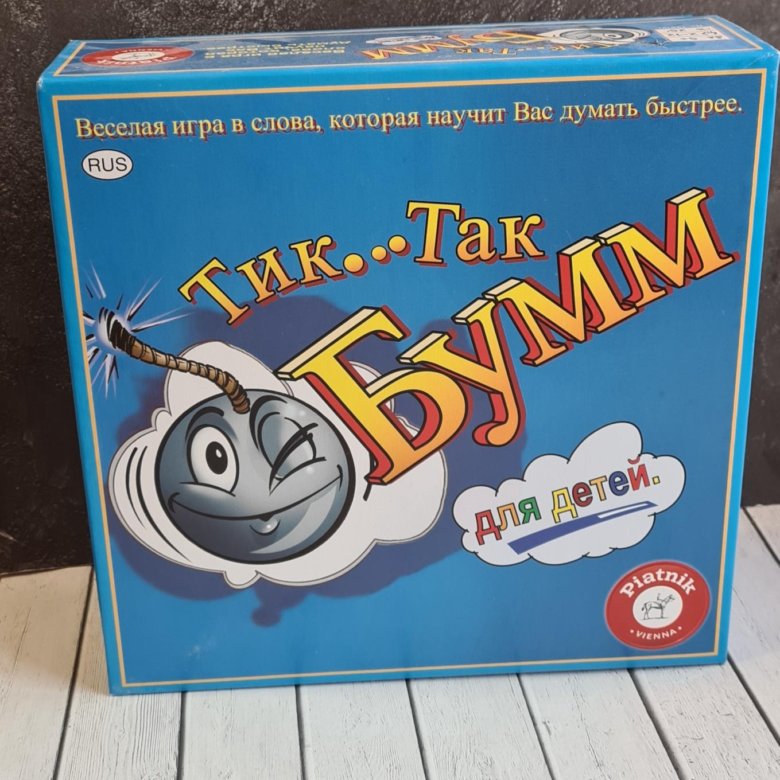 Веселая игра в слова, которая научит Вас думать быстрее.
RUS
Тик...Так
Бумм
для детей.
Piatnik
• VIENNA •